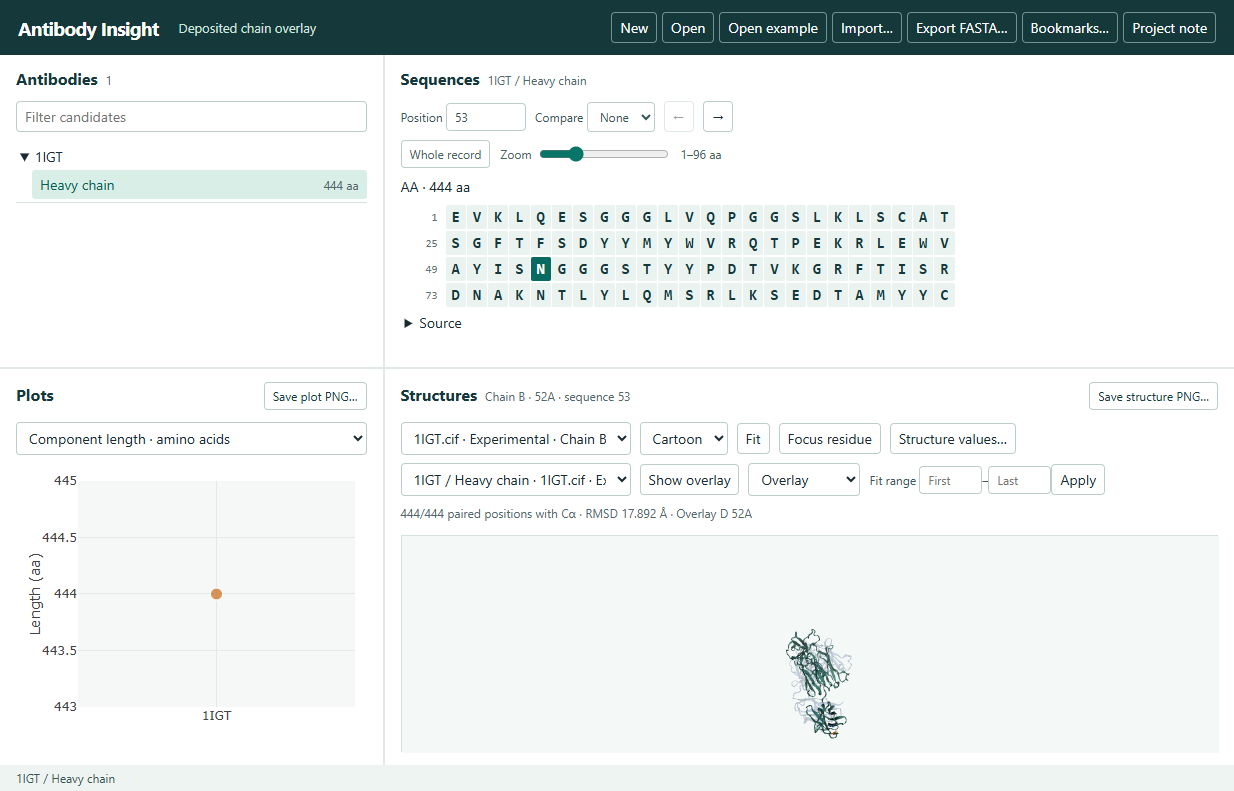 Antibody Insight Deposited chain overlay New Open Open example Import... Export FASTA... Bookmarks... Project note
Antibodies 1
Filter candidates
▼ 1IGT
Heavy chain 444 aa
Sequences 1IGT / Heavy chain
Position 53 Compare None ← →
Whole record Zoom 1–96 aa
AA · 444 aa
1 E V K L Q E S G G G L V Q P G G S L K L S C A T
25 S G F T F S D Y Y M Y W V R Q T P E K R L E W V
49 A Y I S N G G G S T Y Y P D T V K G R F T I S R
73 D N A K N T L Y L Q M S R L K S E D T A M Y Y C
▶ Source
Plots Save plot PNG...
Component length · amino acids
445
444.5
444
443.5
443
Length (aa)
1IGT
Structures Chain B · 52A · sequence 53 Save structure PNG...
1IGT.cif · Experimental · Chain B Cartoon Fit Focus residue Structure values...
1IGT / Heavy chain · 1IGT.cif · Ex Show overlay Overlay Fit range First – Last Apply
444/444 paired positions with Cα · RMSD 17.892 Å · Overlay D 52A
1IGT / Heavy chain